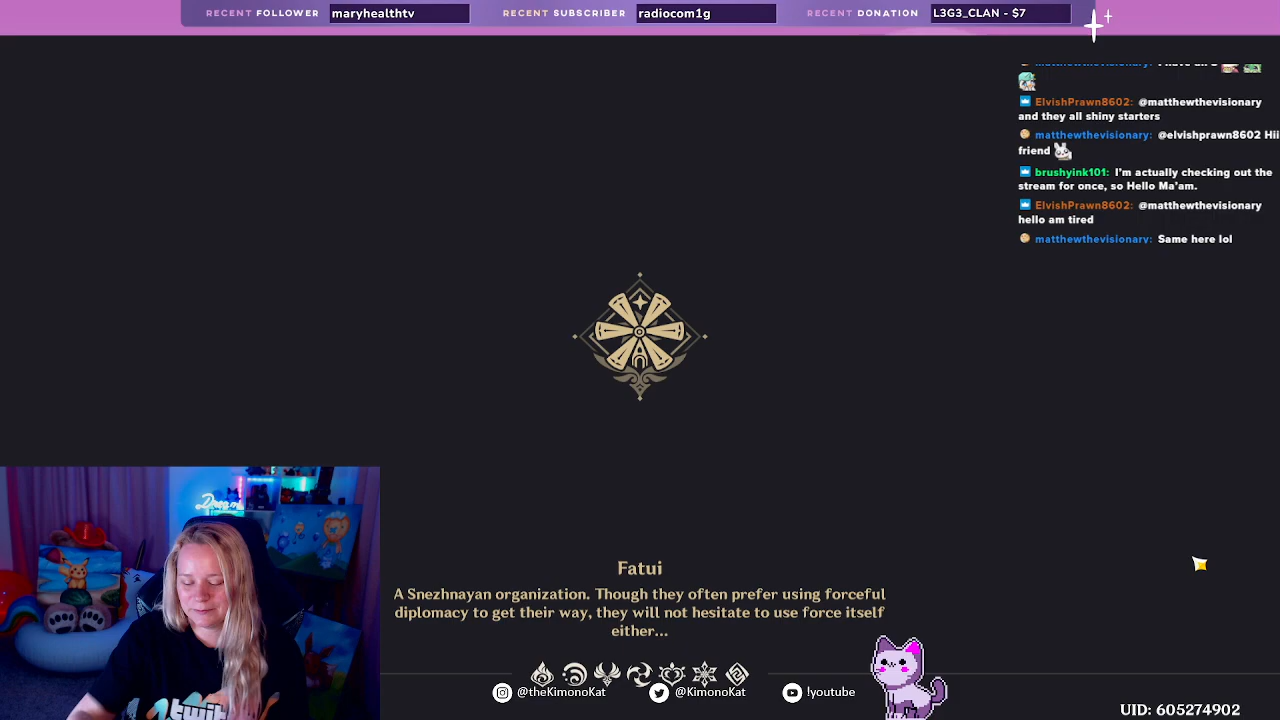 RECENT FOLLOWER maryhealthtv RECENT SUBSCRIBER radiocom1g RECENT DONATION L3G3_CLAN - $7
ElvishPrawn8602: @matthewthevisionary
and they all shiny starters
matthewthevisionary: @elvishprawn8602 Hii
friend
brushyink101: I'm actually checking out the
stream for once, so Hello Ma'am.
ElvishPrawn8602: @matthewthevisionary
hello am tired
matthewthevisionary: Same here lol
Fatui
A Snezhnayan organization. Though they often prefer using forceful
diplomacy to get their way, they will not hesitate to use force itself
either...
@theKimonoKat @KimonoKat lyoutube
UID: 605274902